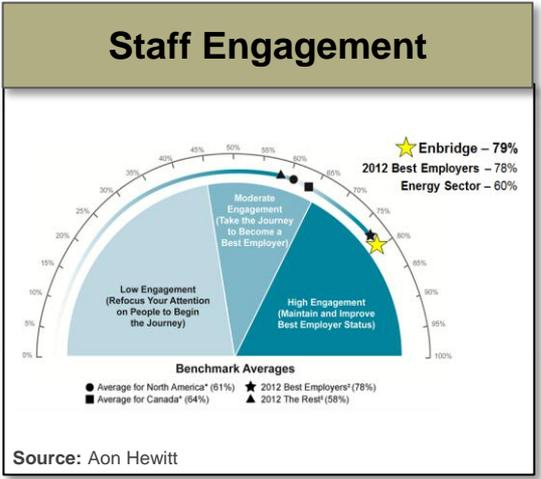 Staff Engagement
Enbridge – 79%
2012 Best Employers – 78%
Energy Sector – 60%
0%
5%
10%
15%
20%
25%
30%
35%
40%
45%
50%
55%
60%
65%
70%
75%
80%
85%
90%
95%
100%
Low Engagement
(Refocus Your Attention
on People to Begin
the Journey)
Moderate
Engagement
(Take the Journey
to Become a
Best Employer)
High Engagement
(Maintain and Improve
Best Employer Status)
Benchmark Averages
Average for North America* (61%)
2012 Best Employers‡ (78%)
Average for Canada* (64%)
2012 The Rest‡ (58%)
Source: Aon Hewitt